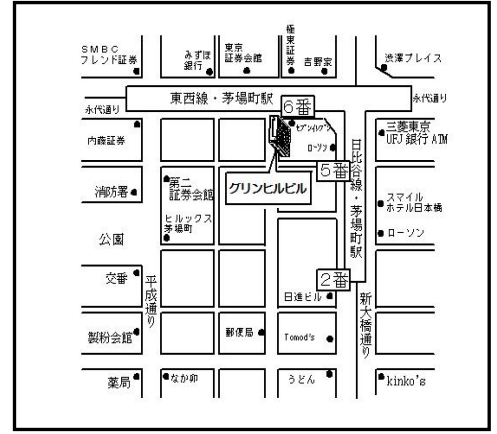 SMBC
フレンド証券
みずほ
銀行
東京
証券会館
極東証券
吉野家
渋澤プレイス
永代通り
東西線・茅場町駅
永代通り
6番
内藤証券
セブンイレブン
ローソン
三菱東京
UFJ銀行ATM
5番
日比谷線・茅場町駅
消防署
第二
証券会館
グリンヒルビル
スマイル
ホテル日本橋
ヒルックス
茅場町
ローソン
公園
交番
平成通り
2番
日進ビル
新大橋通り
製粉会館
郵便局
Tomod's
薬局
なか卯
うどん
kinko's